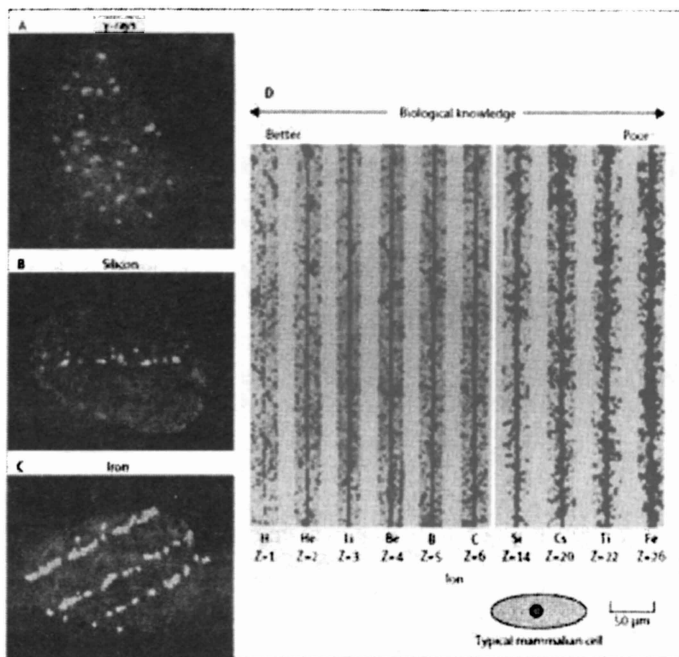 A
γ-rays
B
Silicon
C
Iron
D
Biological knowledge
Better
Poor
H He Li Be B C Si Cs Ti Fe
Z=1 Z=2 Z=3 Z=4 Z=5 Z=6 Z=14 Z=20 Z=22 Z=26
Ion
50 µm
Typical mammalian cell